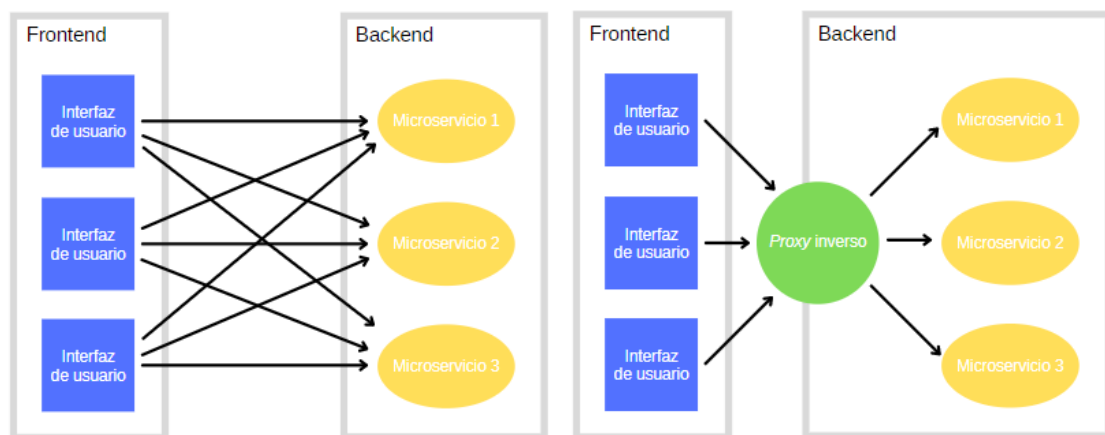 Frontend
Interfaz
de usuario
Interfaz
de usuario
Interfaz
de usuario
Backend
Microservicio 1
Microservicio 2
Microservicio 3
Frontend
Interfaz
de usuario
Interfaz
de usuario
Interfaz
de usuario
Proxy inverso
Backend
Microservicio 1
Microservicio 2
Microservicio 3